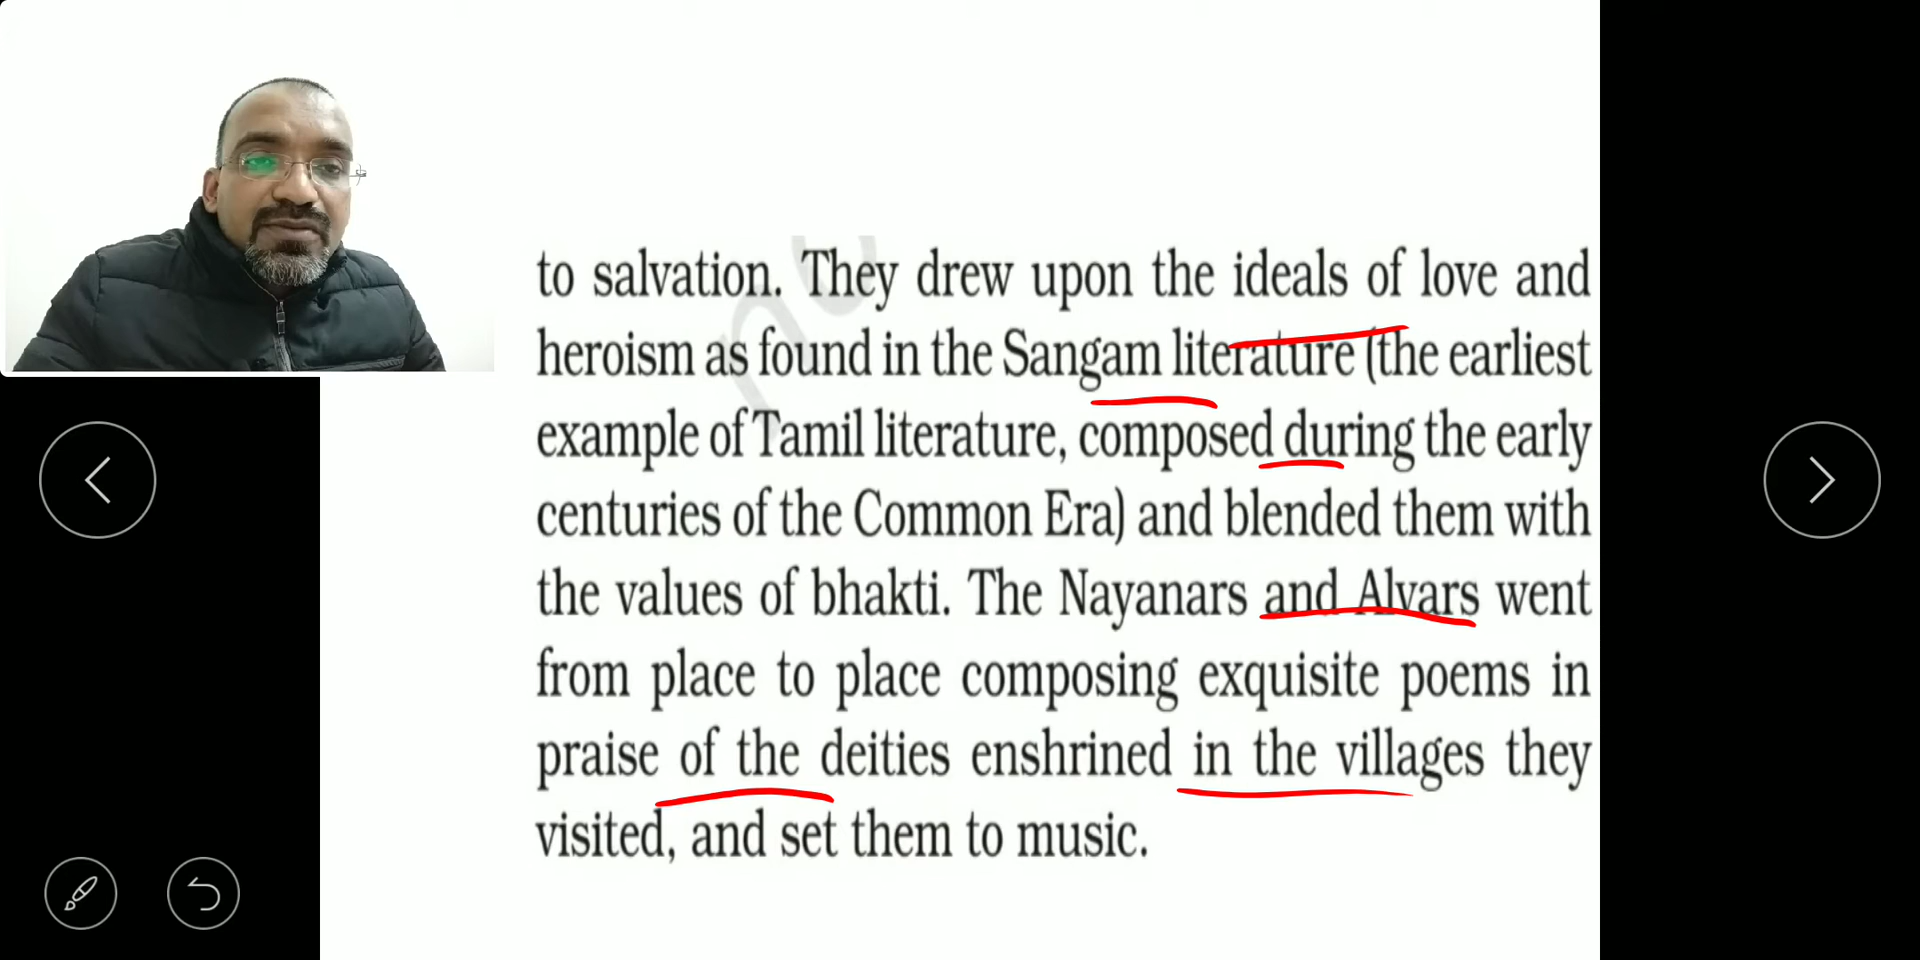 to salvation. They drew upon the ideals of love and
heroism as found in the Sangam literature (the earliest
example of Tamil literature, composed during the early
centuries of the Common Era) and blended them with
the values of bhakti. The Nayanars and Alvars went
from place to place composing exquisite poems in
praise of the deities enshrined in the villages they
visited, and set them to music.